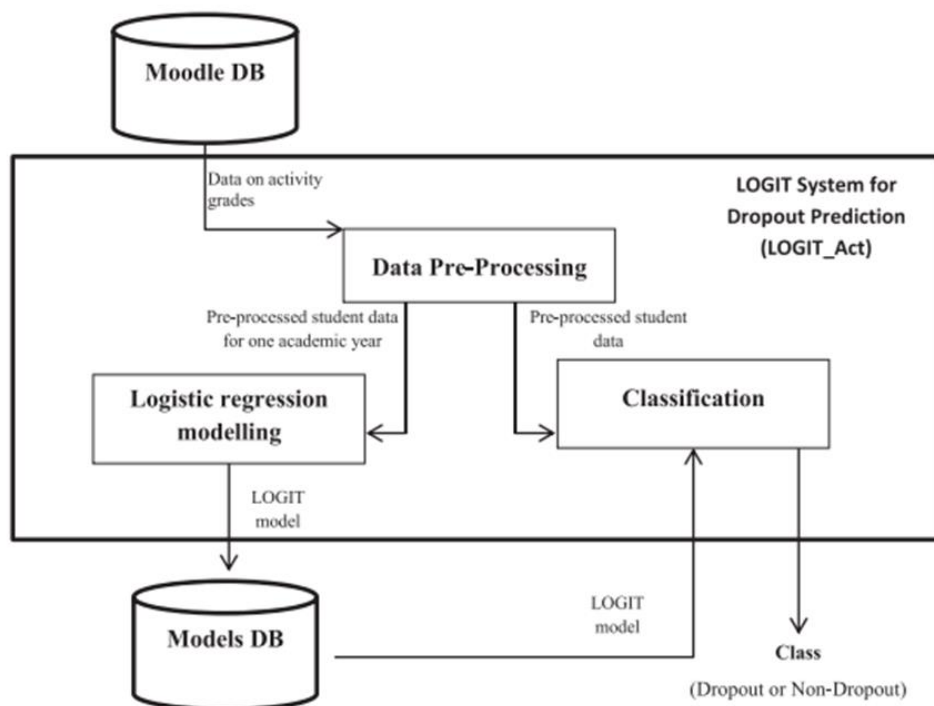 Moodle DB
Data on activity
grades
LOGIT System for
Dropout Prediction
(LOGIT_Act)
Data Pre-Processing
Pre-processed student data
for one academic year
Pre-processed student
data
Logistic regression
modelling
Classification
LOGIT
model
Models DB
LOGIT
model
Class
(Dropout or Non-Dropout)